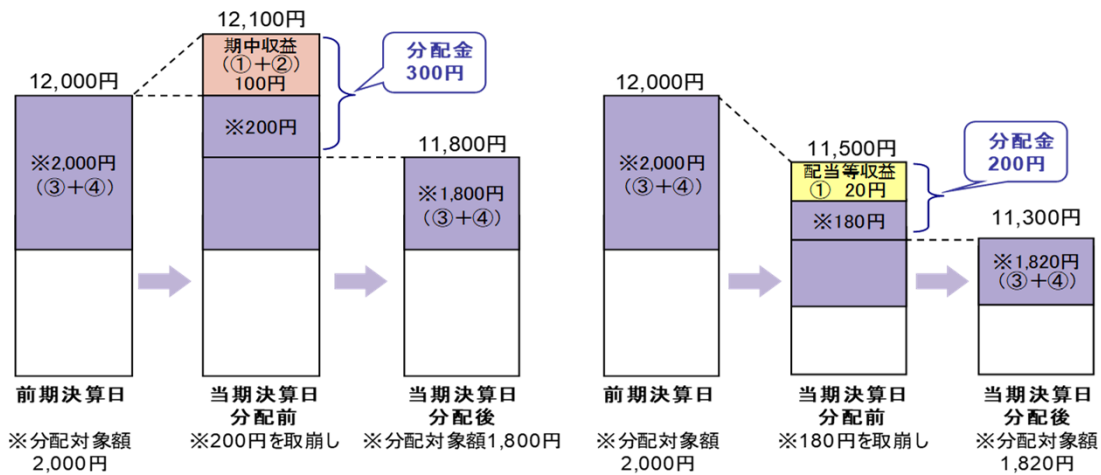 12,100円
期中収益
(①+②)
100円
分配金
300円
12,000円
※200円
11,800円
※2,000円
(③+④)
※1,800円
(③+④)
前期決算日
当期決算日
分配前
当期決算日
分配後
※分配対象額
2,000円
※200円を取崩し
※分配対象額1,800円
12,000円
11,500円
分配金
200円
配当等収益
① 20円
※2,000円
(③+④)
※180円
11,300円
※1,820円
(③+④)
前期決算日
当期決算日
分配前
当期決算日
分配後
※分配対象額
2,000円
※180円を取崩し
※分配対象額
1,820円